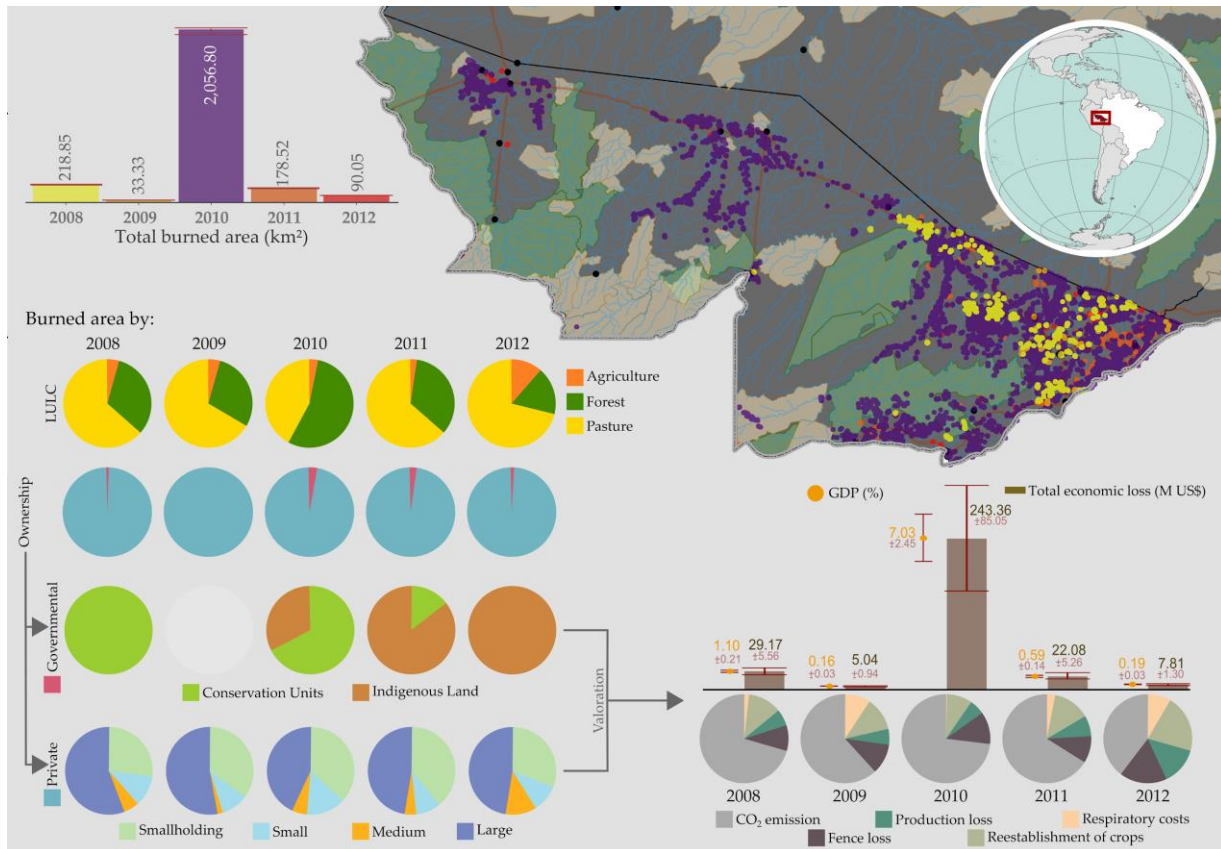 218.85
33.33
2,056.80
178.52
90.05
2008
2009
2010
2011
2012
Total burned area (km²)
Burned area by:
2008
2009
2010
2011
2012
LULC
Agriculture
Forest
Pasture
Ownership
Governmental
Conservation Units
Indigenous Land
Private
Smallholding
Small
Medium
Large
Valoration
GDP (%)
Total economic loss (M US$)
7.03
±2.45
243.36
±85.05
1.10
±0.21
29.17
±5.56
0.16
±0.03
5.04
±0.94
0.59
±0.14
22.08
±5.26
0.19
±0.03
7.81
±1.30
2008
2009
2010
2011
2012
CO₂ emission
Production loss
Respiratory costs
Fence loss
Reestablishment of crops